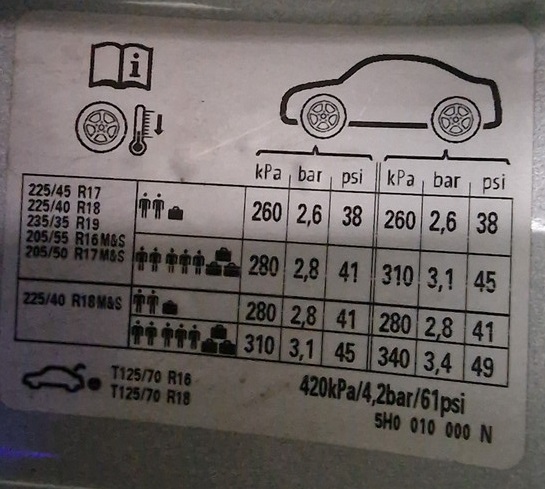 i
kPa bar psi kPa bar psi
225/45 R17
225/40 R18
235/35 R19
205/55 R16 M&S
205/50 R17 M&S
260 2,6 38 260 2,6 38
280 2,8 41 310 3,1 45
225/40 R18 M&S
280 2,8 41 280 2,8 41
310 3,1 45 340 3,4 49
T125/70 R16
T125/70 R18
420kPa/4,2bar/61psi
5H0 010 000 N